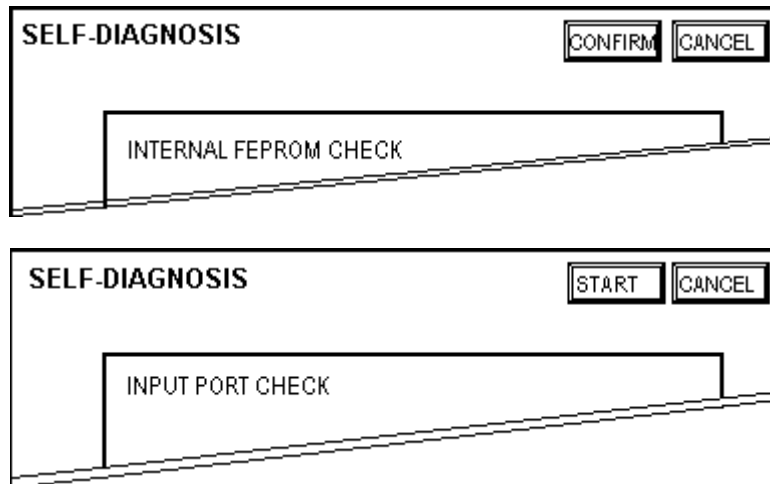 SELF-DIAGNOSIS CONFIRM CANCEL
INTERNAL FEPROM CHECK
SELF-DIAGNOSIS START CANCEL
INPUT PORT CHECK